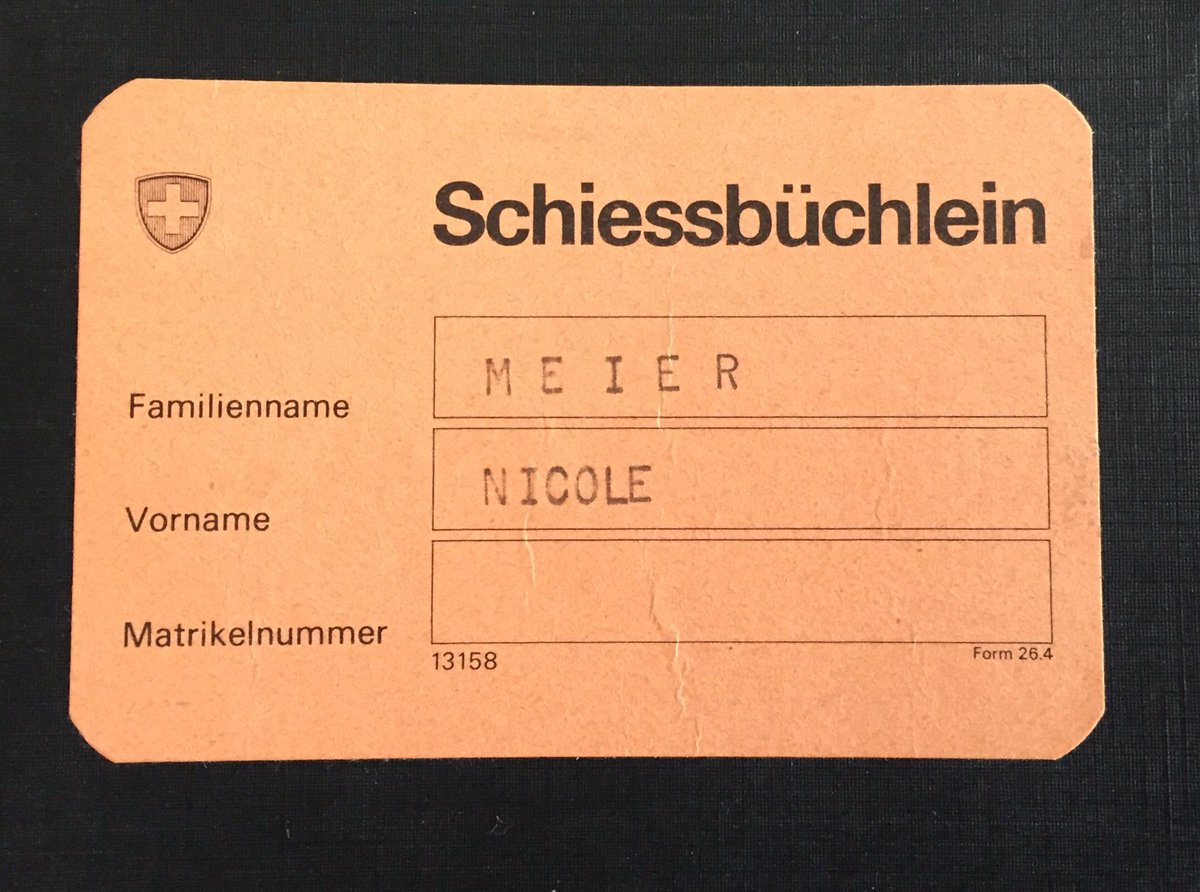 Schiessbüchlein
Familienname MEIER
Vorname NICOLE
Matrikelnummer
13158 Form 26.4